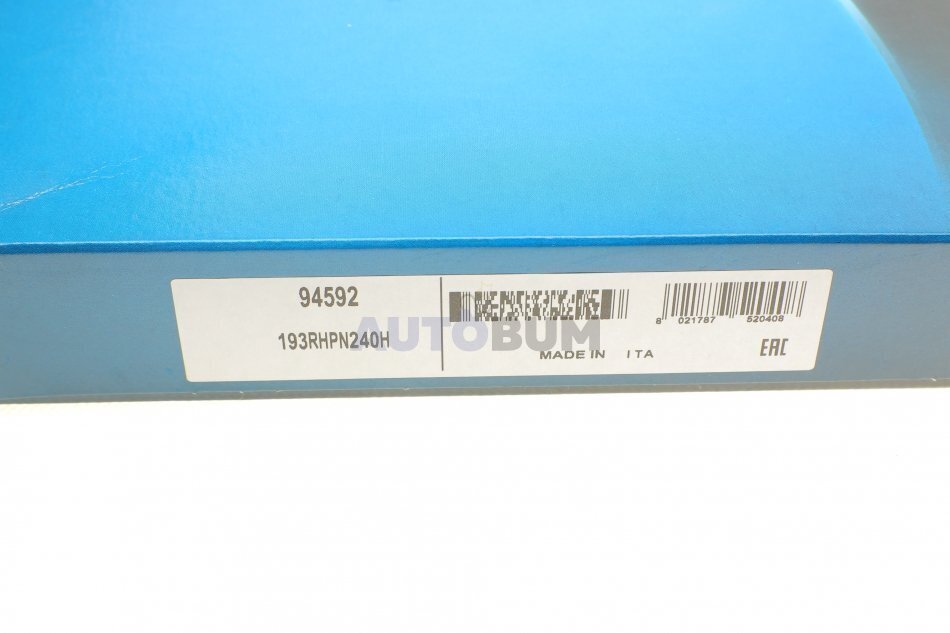 94592
193RHPN240H
AUTOBUM
MADE IN ITA
8 021787 520408
EAC